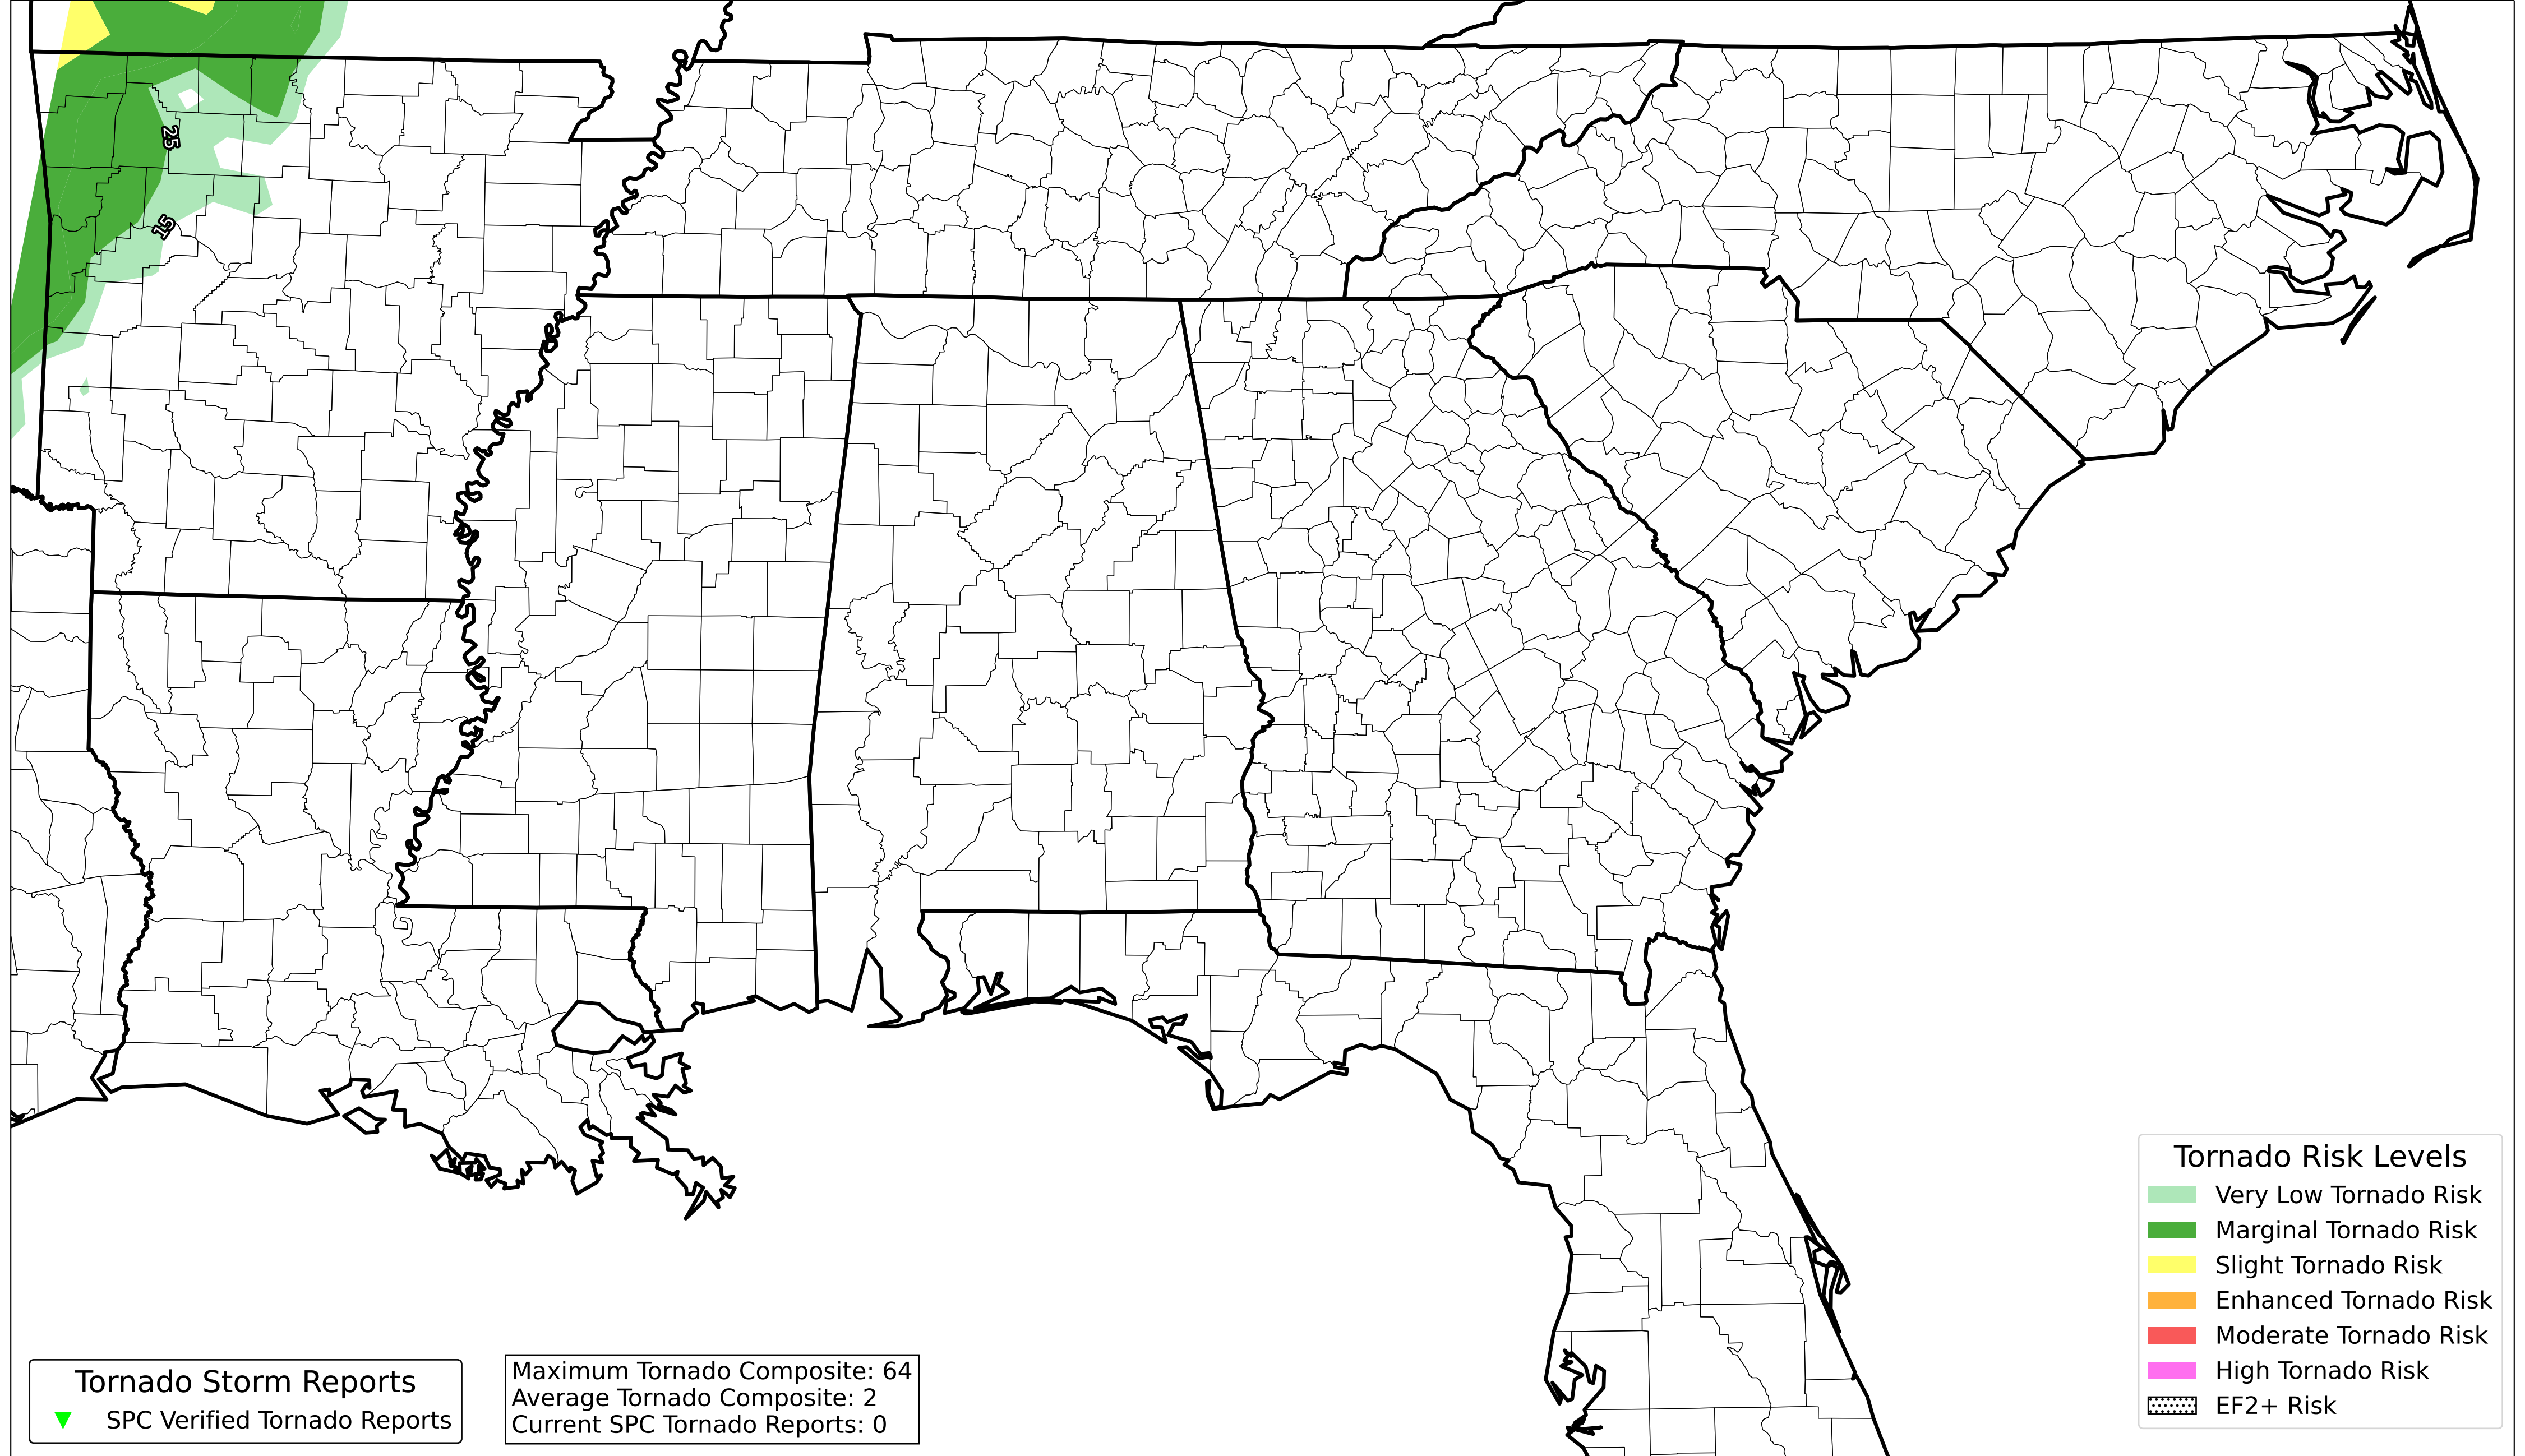 25
15
Tornado Risk Levels
Very Low Tornado Risk
Marginal Tornado Risk
Slight Tornado Risk
Enhanced Tornado Risk
Moderate Tornado Risk
High Tornado Risk
EF2+ Risk
Tornado Storm Reports
SPC Verified Tornado Reports
Maximum Tornado Composite: 64
Average Tornado Composite: 2
Current SPC Tornado Reports: 0